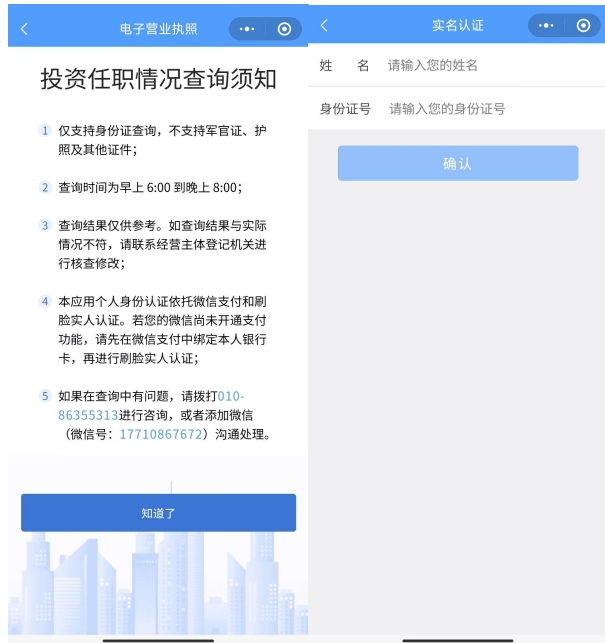 电子营业执照
投资任职情况查询须知
1 仅支持身份证查询，不支持军官证、护
照及其他证件；
2 查询时间为早上 6:00 到晚上 8:00；
3 查询结果仅供参考。如查询结果与实际
情况不符，请联系经营主体登记机关进
行核查修改；
4 本应用个人身份认证依托微信支付和刷
脸实人认证。若您的微信尚未开通支付
功能，请先在微信支付中绑定本人银行
卡，再进行刷脸实人认证；
5 如果在查询中有问题，请拨打010-
86355313进行咨询，或者添加微信
（微信号：17710867672）沟通处理。
知道了
实名认证
姓 名 请输入您的姓名
身份证号 请输入您的身份证号
确认